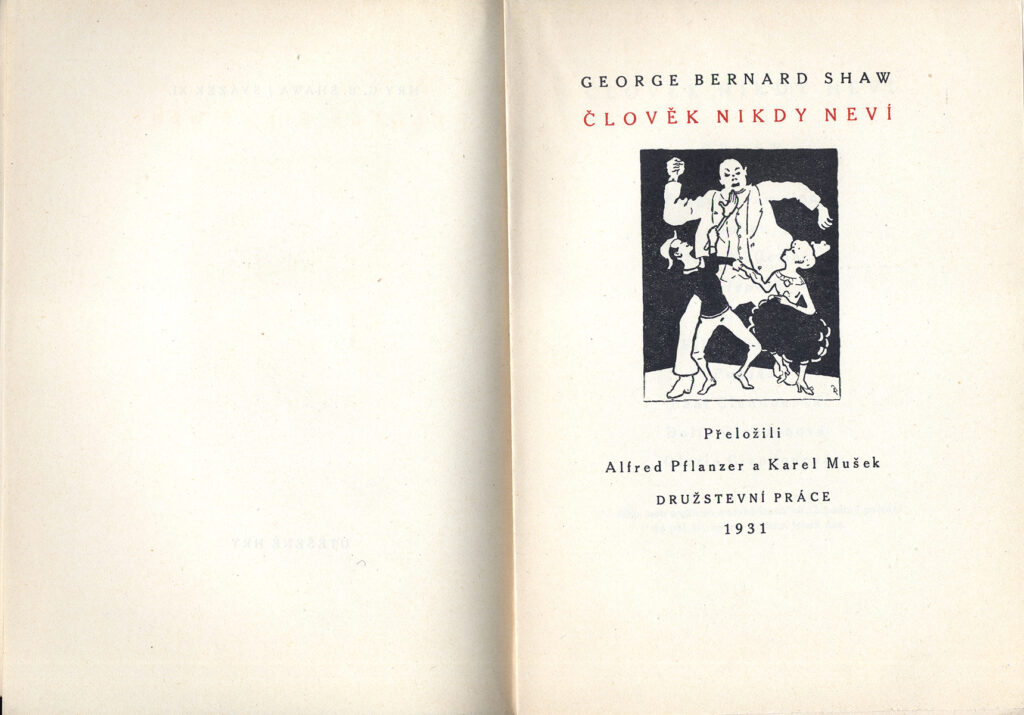 GEORGE BERNARD SHAW
ČLOVĚK NIKDY NEVÍ
Přeložili
Alfred Pflanzer a Karel Mušek
DRUŽSTEVNÍ PRÁCE
1931